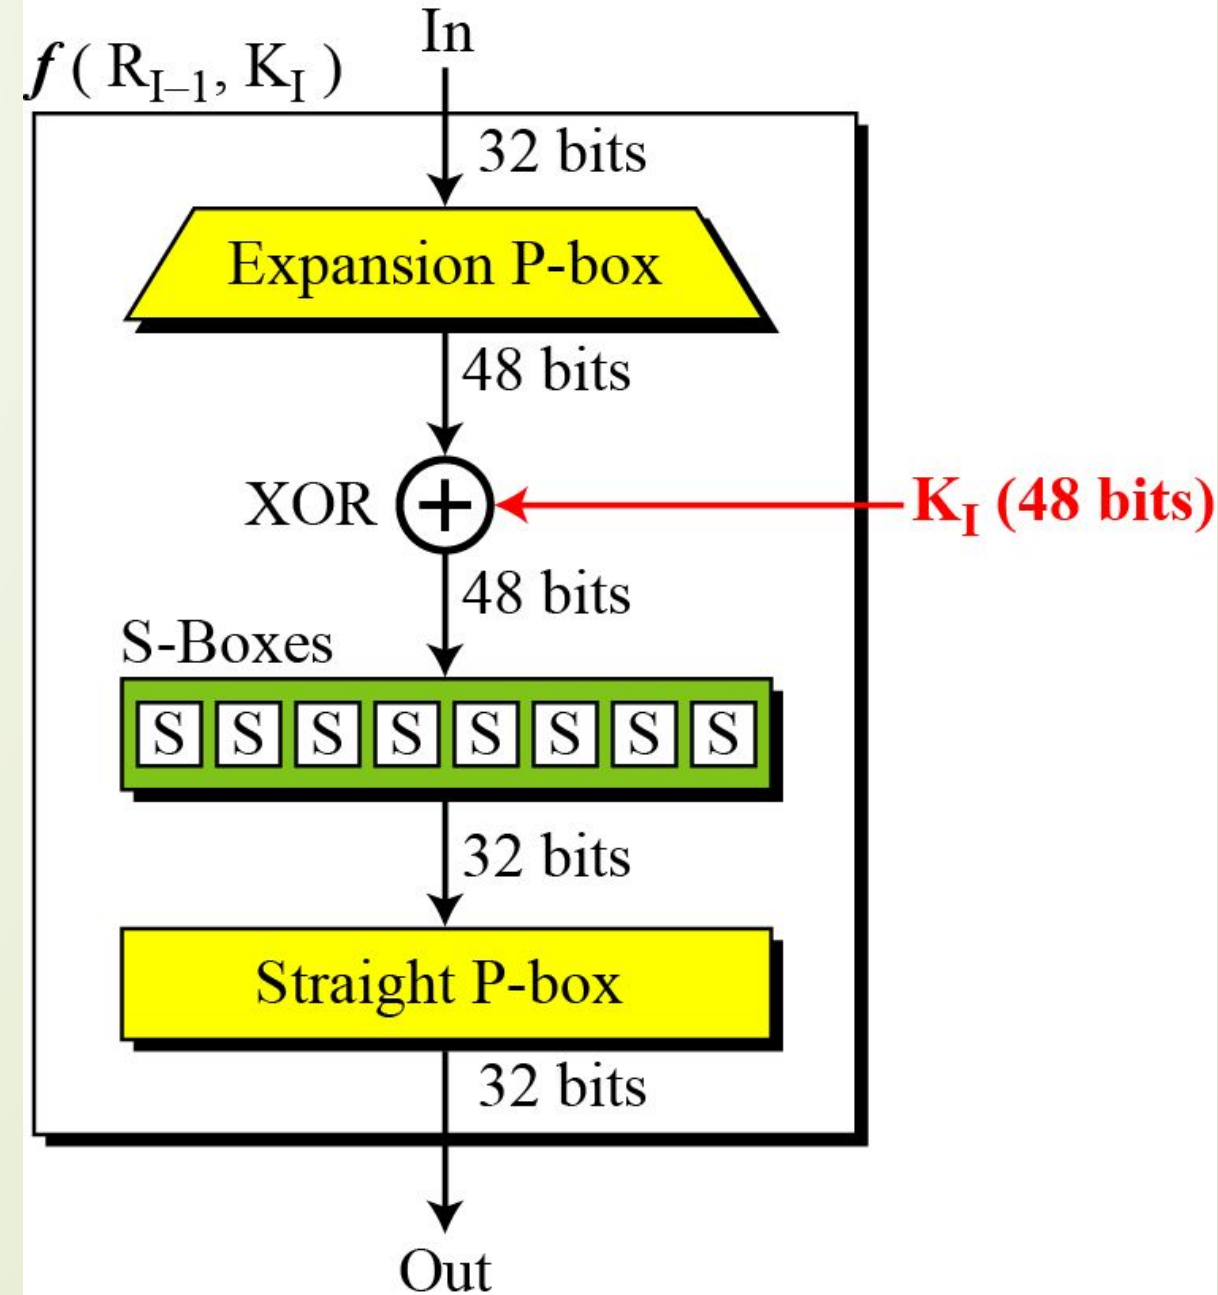 In
f ( R_I–1, K_I )
32 bits
Expansion P-box
48 bits
XOR + K_I (48 bits)
48 bits
S-Boxes
S S S S S S S S
32 bits
Straight P-box
32 bits
Out